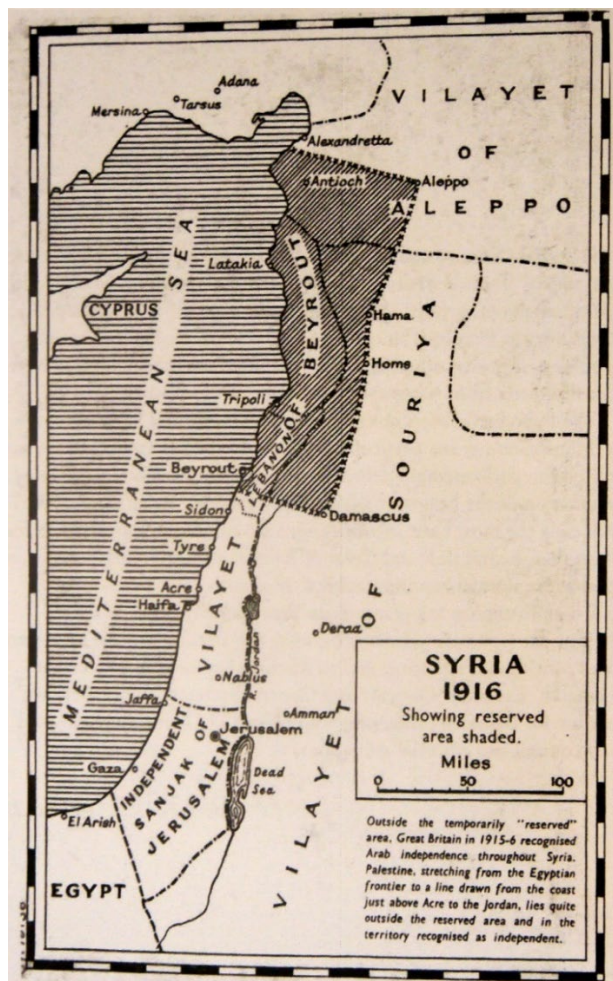 Adana
Mersina
Tarsus
VILAYET
OF
ALEPPO
Alexandretta
Antioch
Aleppo
Latakia
CYPRUS
MEDITERRANEAN SEA
BEYROUT
Hama
Homs
Tripoli
OF
LEBANON
Beyrout
SOURIYA
Sidon
Damascus
Tyre
VILAYET
OF
Acre
Haifa
R. Jordan
Deraa
Nablus
Jaffa
Amman
Jerusalem
INDEPENDENT
SANJAK OF
JERUSALEM
Gaza
Dead
Sea
VILAYET
El Arish
EGYPT
SYRIA
1916
Showing reserved
area shaded.
Miles
0 50 100
Outside the temporarily "reserved"
area, Great Britain in 1915-6 recognised
Arab independence throughout Syria.
Palestine, stretching from the Egyptian
frontier to a line drawn from the coast
just above Acre to the Jordan, lies quite
outside the reserved area and in the
territory recognised as independent.